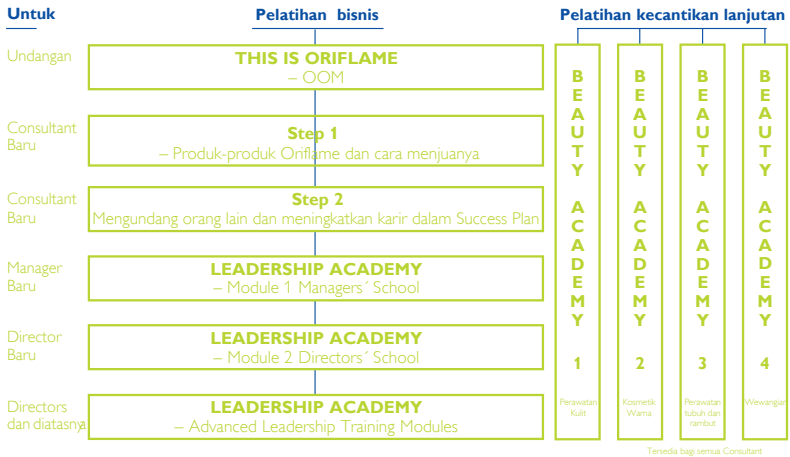 Untuk
Pelatihan bisnis
Pelatihan kecantikan lanjutan
Undangan
THIS IS ORIFLAME
– OOM
Consultant
Baru
Step 1
– Produk-produk Oriflame dan cara menjuanya
Consultant
Baru
Step 2
Mengundang orang lain dan meningkatkan karir dalam Success Plan
Manager
Baru
LEADERSHIP ACADEMY
– Module 1 Managers´ School
Director
Baru
LEADERSHIP ACADEMY
– Module 2 Directors´ School
Directors
dan diatasnya
LEADERSHIP ACADEMY
– Advanced Leadership Training Modules
BEAUTY ACADEMY 1
Perawatan
Kulit
BEAUTY ACADEMY 2
Kosmetik
Warna
BEAUTY ACADEMY 3
Perawatan
tubuh dan
rambut
BEAUTY ACADEMY 4
Wewangian
Tersedia bagi semua Consultant